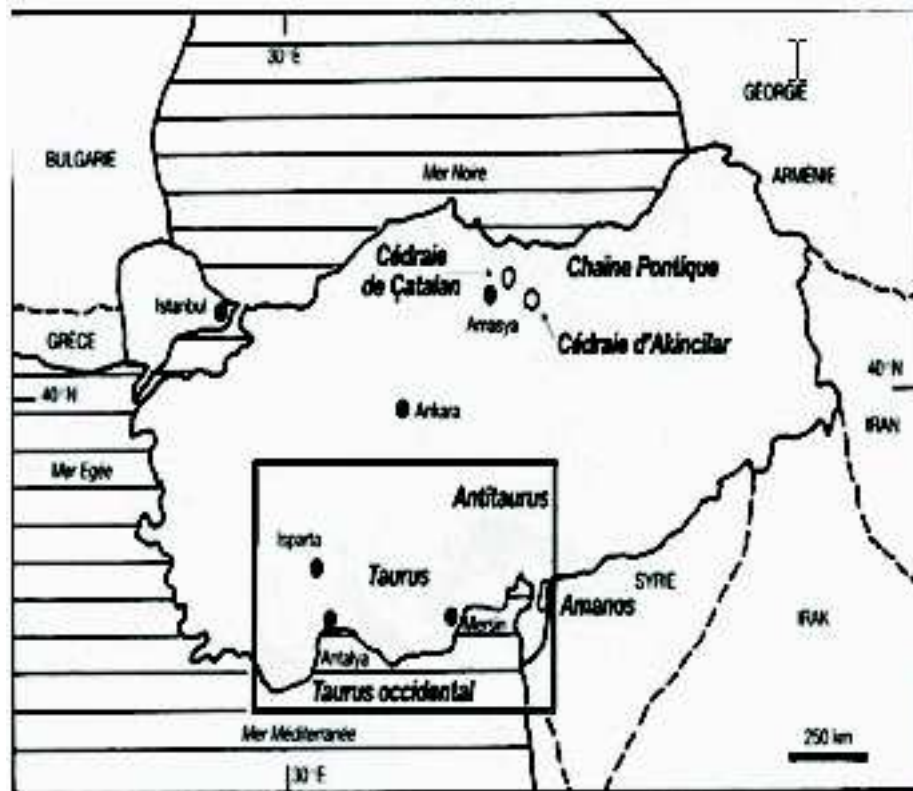 30°E
GÉORGIE
BULGARIE
Mer Noire
ARMÉNIE
Cédraie
de Çatalan
Chaîne Pontique
Istanbul
Amasya
GRÈCE
Cédraie d'Akincilar
40°N
40°N
Ankara
IRAN
Mer Egée
Antitaurus
Isparta
Taurus
SYRIE
Amanos
Mersin
IRAK
Antalya
Taurus occidental
Mer Méditerranée
250 km
30°E